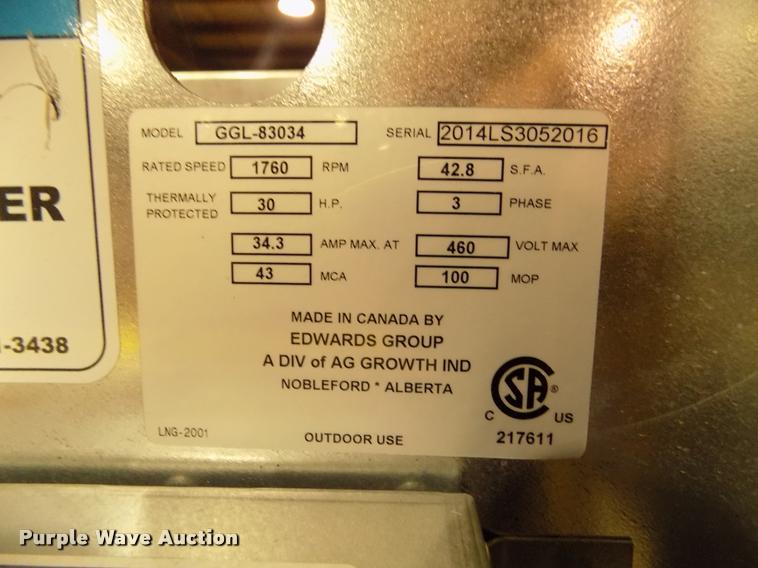 ER
-3438
MODEL GGL-83034 SERIAL 2014LS3052016
RATED SPEED 1760 RPM 42.8 S.F.A.
THERMALLY PROTECTED 30 H.P. 3 PHASE
34.3 AMP MAX. AT 460 VOLT MAX
43 MCA 100 MOP
MADE IN CANADA BY
EDWARDS GROUP
A DIV of AG GROWTH IND
NOBLEFORD * ALBERTA
C SA ® US
LNG-2001 OUTDOOR USE 217611
Purple Wave Auction